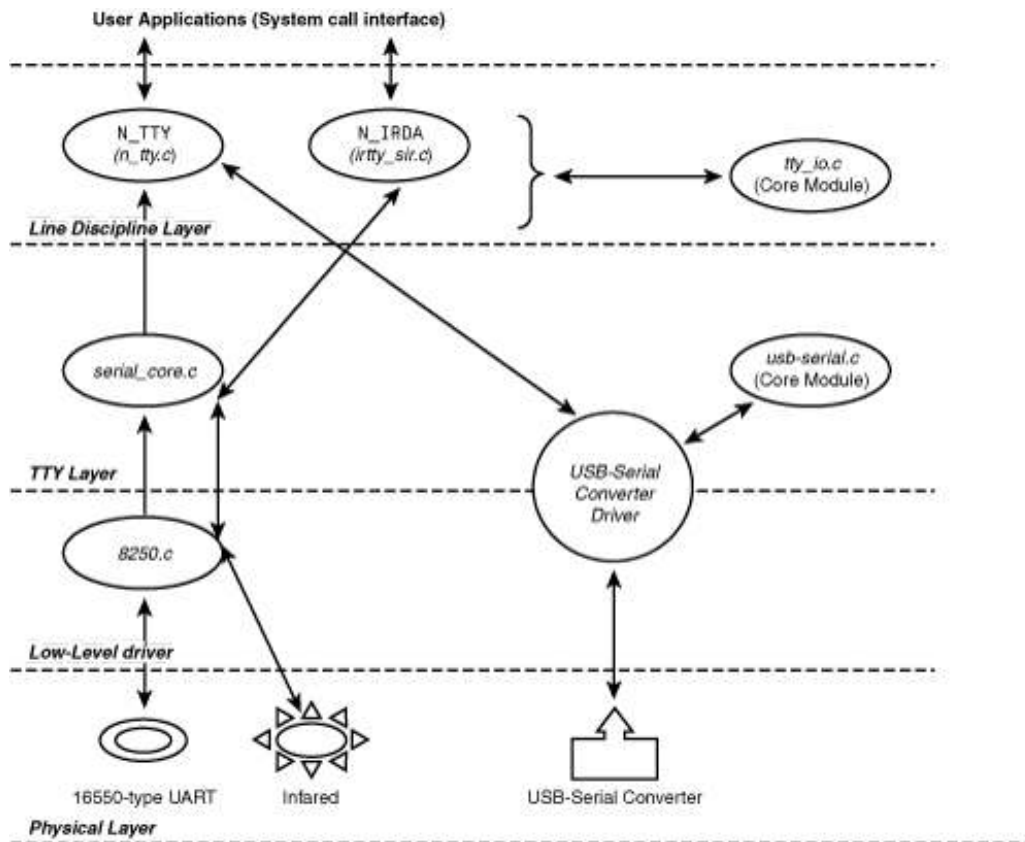 User Applications (System call interface)
N_TTY
(n_tty.c)
N_IRDA
(irtty_sir.c)
tty_io.c
(Core Module)
Line Discipline Layer
serial_core.c
usb-serial.c
(Core Module)
TTY Layer
USB-Serial
Converter
Driver
8250.c
Low-Level driver
16550-type UART
Infared
USB-Serial Converter
Physical Layer